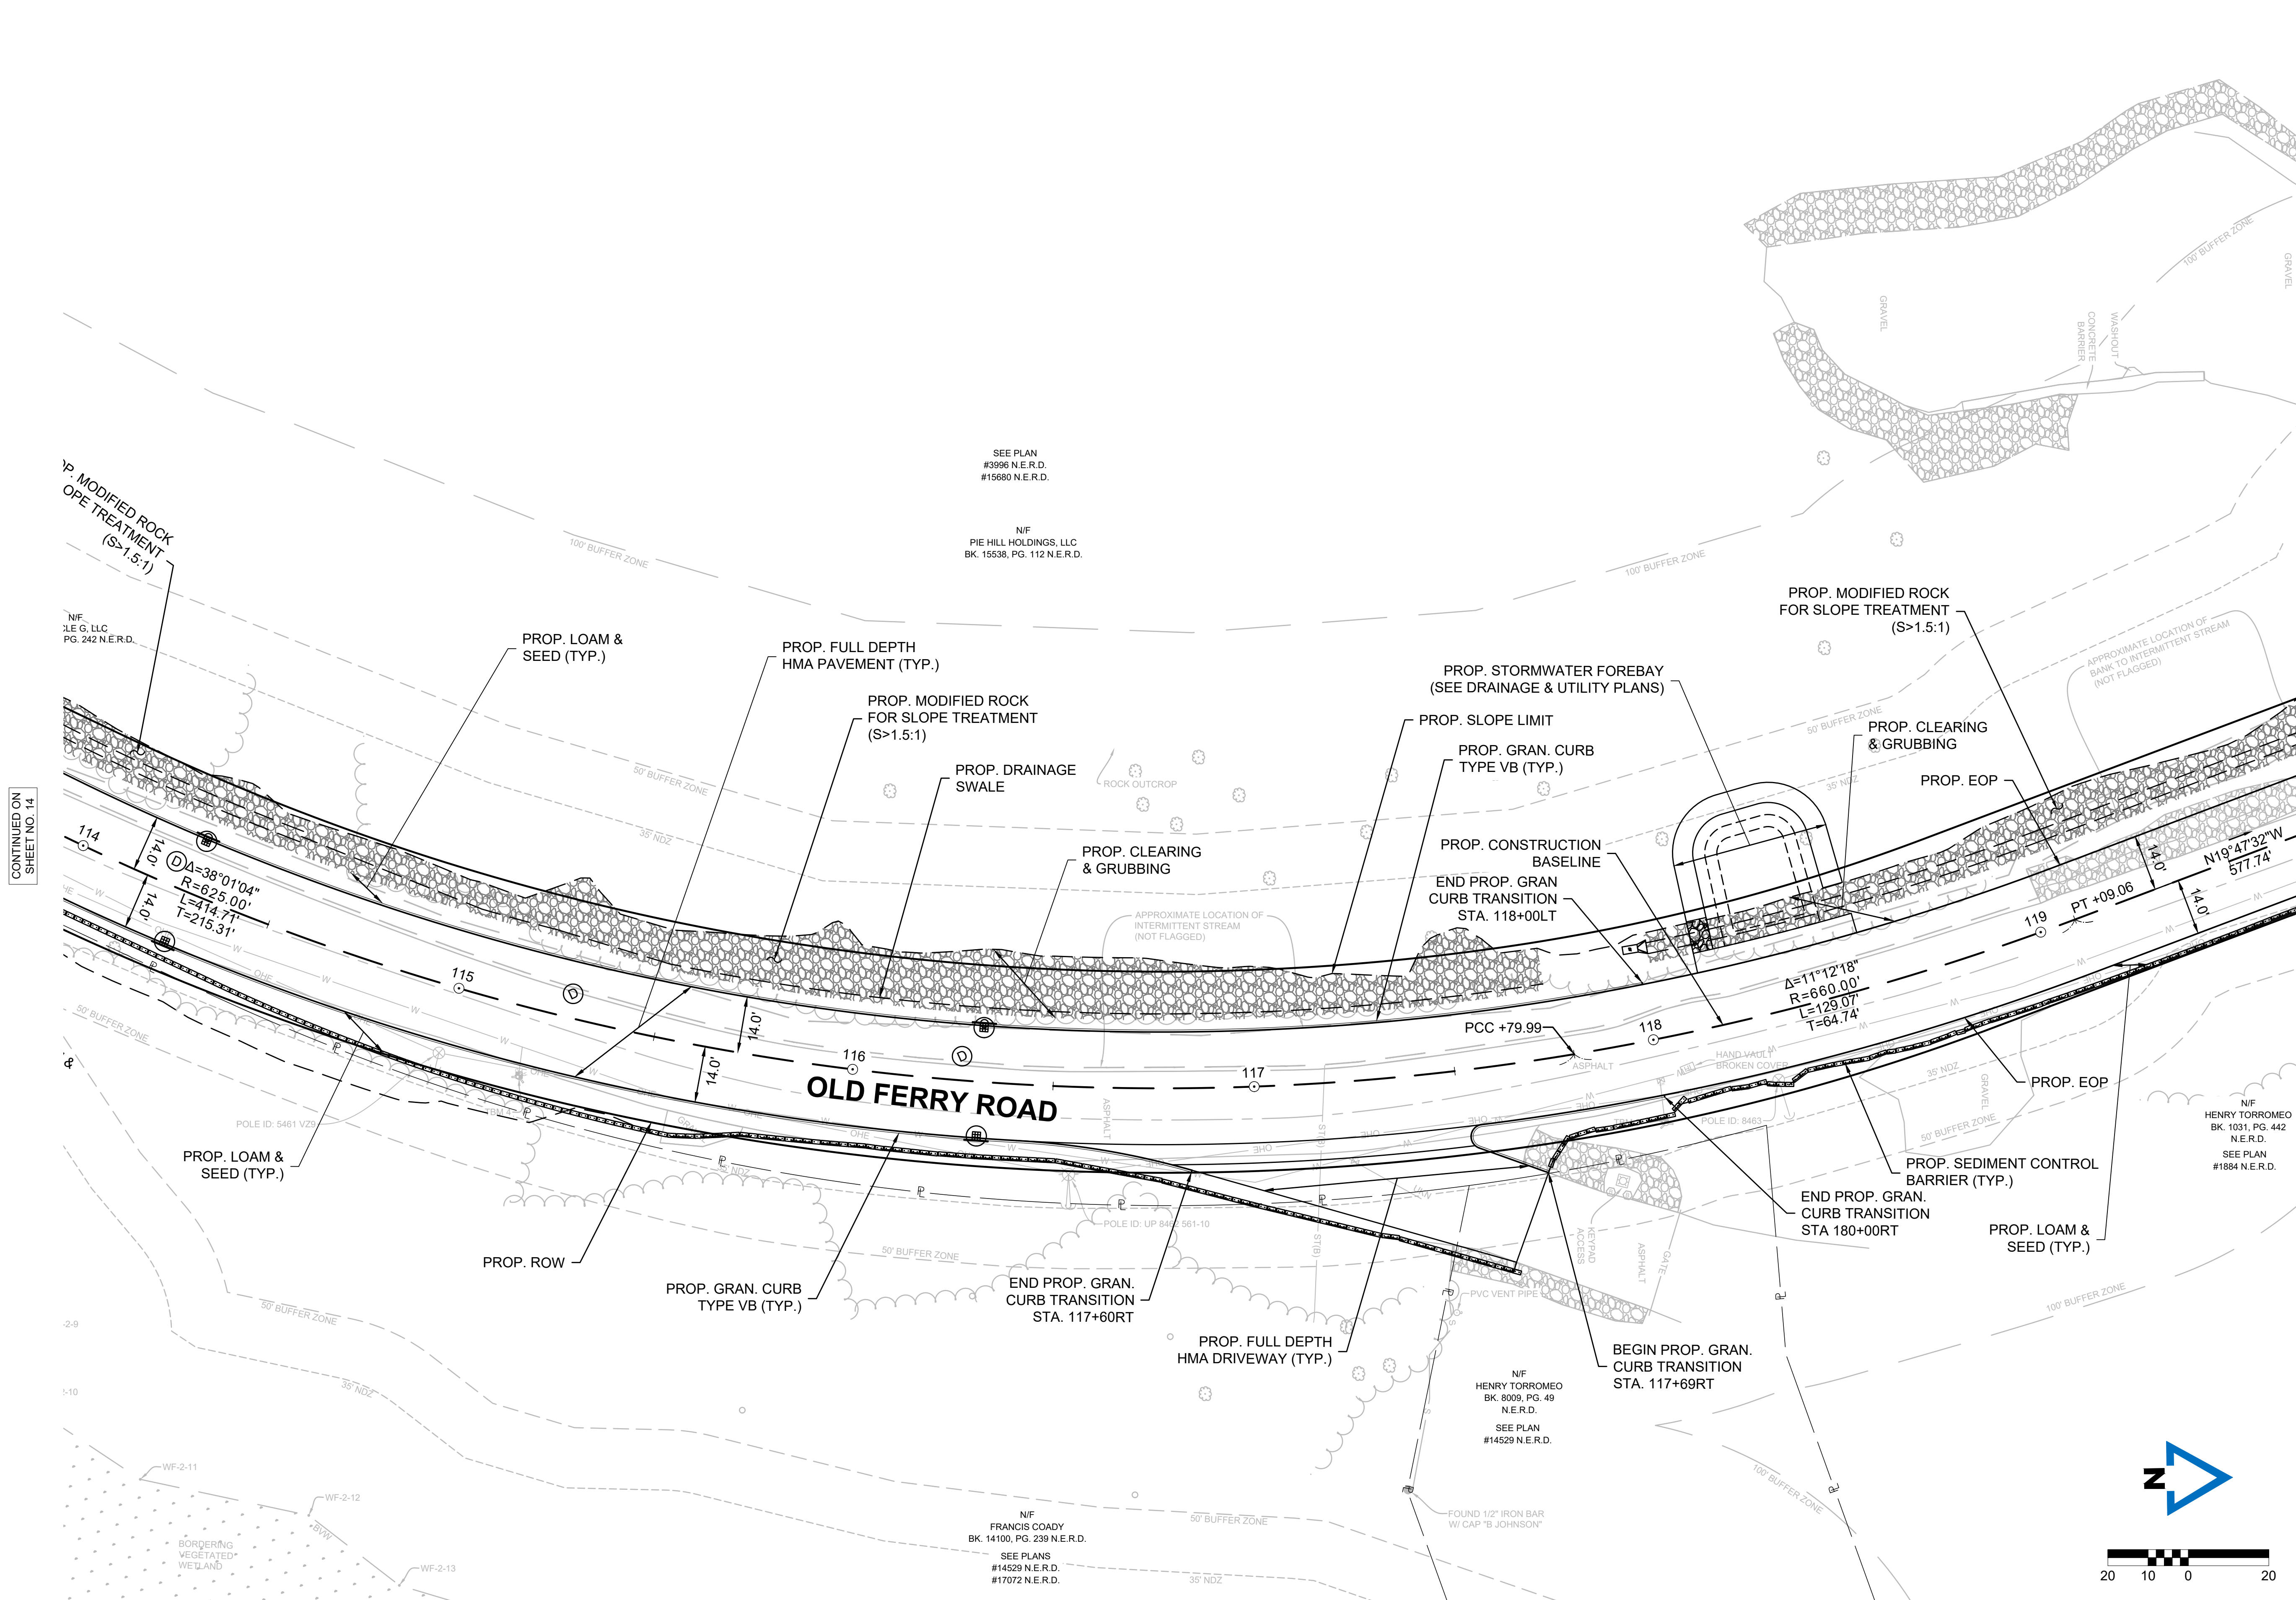 SEE PLAN
#3996 N.E.R.D.
#15680 N.E.R.D.
N/F
PIE HILL HOLDINGS, LLC
BK. 15538, PG. 112 N.E.R.D.
100' BUFFER ZONE
GRAVEL
GRAVEL
CONCRETE
BARRIER
WASHOUT
100' BUFFER ZONE
100' BUFFER ZONE
P. MODIFIED ROCK
OPE TREATMENT
(S>1.5:1)
N/F
CLE G, LLC
PG. 242 N.E.R.D.
PROP. LOAM &
SEED (TYP.)
PROP. FULL DEPTH
HMA PAVEMENT (TYP.)
PROP. MODIFIED ROCK
FOR SLOPE TREATMENT
(S>1.5:1)
PROP. DRAINAGE
SWALE
PROP. CLEARING
& GRUBBING
50' BUFFER ZONE
35' NDZ
ROCK OUTCROP
APPROXIMATE LOCATION OF
INTERMITTENT STREAM
(NOT FLAGGED)
PROP. STORMWATER FOREBAY
(SEE DRAINAGE & UTILITY PLANS)
PROP. SLOPE LIMIT
PROP. GRAN. CURB
TYPE VB (TYP.)
PROP. CONSTRUCTION
BASELINE
END PROP. GRAN
CURB TRANSITION
STA. 118+00LT
PROP. MODIFIED ROCK
FOR SLOPE TREATMENT
(S>1.5:1)
APPROXIMATE LOCATION OF
BANK TO INTERMITTENT STREAM
(NOT FLAGGED)
50' BUFFER ZONE
35' NDZ
PROP. CLEARING
& GRUBBING
PROP. EOP
CONTINUED ON
SHEET NO. 14
114
14.0'
14.0'
D
Δ=38°01'04"
R=625.00'
L=414.71'
T=215.31'
115
D
14.0'
14.0'
116
D
OLD FERRY ROAD
117
PCC +79.99
118
Δ=11°12'18"
R=660.00'
L=129.07'
T=64.74'
119
PT +09.06
14.0'
14.0'
N19°47'32"W
577.74'
OHE
W
W
OHE
W
W
W
W
W
OHE
W
W
OHE
OHE
OHE
OHE
W
W
W
W
OHE
ASPHALT
ASPHALT
ST(B)
ST(B)
HAND VAULT
BROKEN COVER
POLE ID: 8463
TBM 4
POLE ID: 5461 VZ9
50' BUFFER ZONE
PROP. LOAM &
SEED (TYP.)
PROP. ROW
PROP. GRAN. CURB
TYPE VB (TYP.)
END PROP. GRAN.
CURB TRANSITION
STA. 117+60RT
POLE ID: UP 8462 561-10
50' BUFFER ZONE
PROP. FULL DEPTH
HMA DRIVEWAY (TYP.)
PVC VENT PIPE
KEYPAD
ACCESS
ASPHALT
GATE
BEGIN PROP. GRAN.
CURB TRANSITION
STA. 117+69RT
GRAVEL
35' NDZ
50' BUFFER ZONE
PROP. EOP
PROP. SEDIMENT CONTROL
BARRIER (TYP.)
END PROP. GRAN.
CURB TRANSITION
STA 180+00RT
PROP. LOAM &
SEED (TYP.)
N/F
HENRY TORROMEO
BK. 1031, PG. 442
N.E.R.D.
SEE PLAN
#1884 N.E.R.D.
100' BUFFER ZONE
-2-9
-10
50' BUFFER ZONE
35' NDZ
WF-2-11
WF-2-12
BVW
BORDERING
VEGETATED
WETLAND
WF-2-13
N/F
HENRY TORROMEO
BK. 8009, PG. 49
N.E.R.D.
SEE PLAN
#14529 N.E.R.D.
FOUND 1/2" IRON BAR
W/ CAP "B JOHNSON"
100' BUFFER ZONE
N/F
FRANCIS COADY
BK. 14100, PG. 239 N.E.R.D.
SEE PLANS
#14529 N.E.R.D.
#17072 N.E.R.D.
50' BUFFER ZONE
35' NDZ
N
20 10 0 20